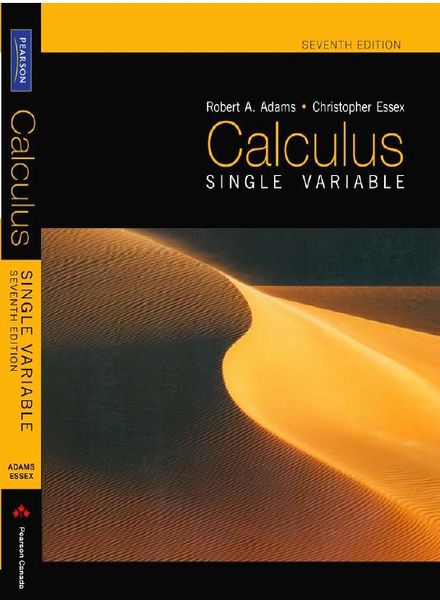 SEVENTH EDITION
Robert A. Adams • Christopher Essex
Calculus
SINGLE VARIABLE
PEARSON
Calculus
SINGLE VARIABLE
SEVENTH EDITION
ADAMS
ESSEX
Pearson Canada